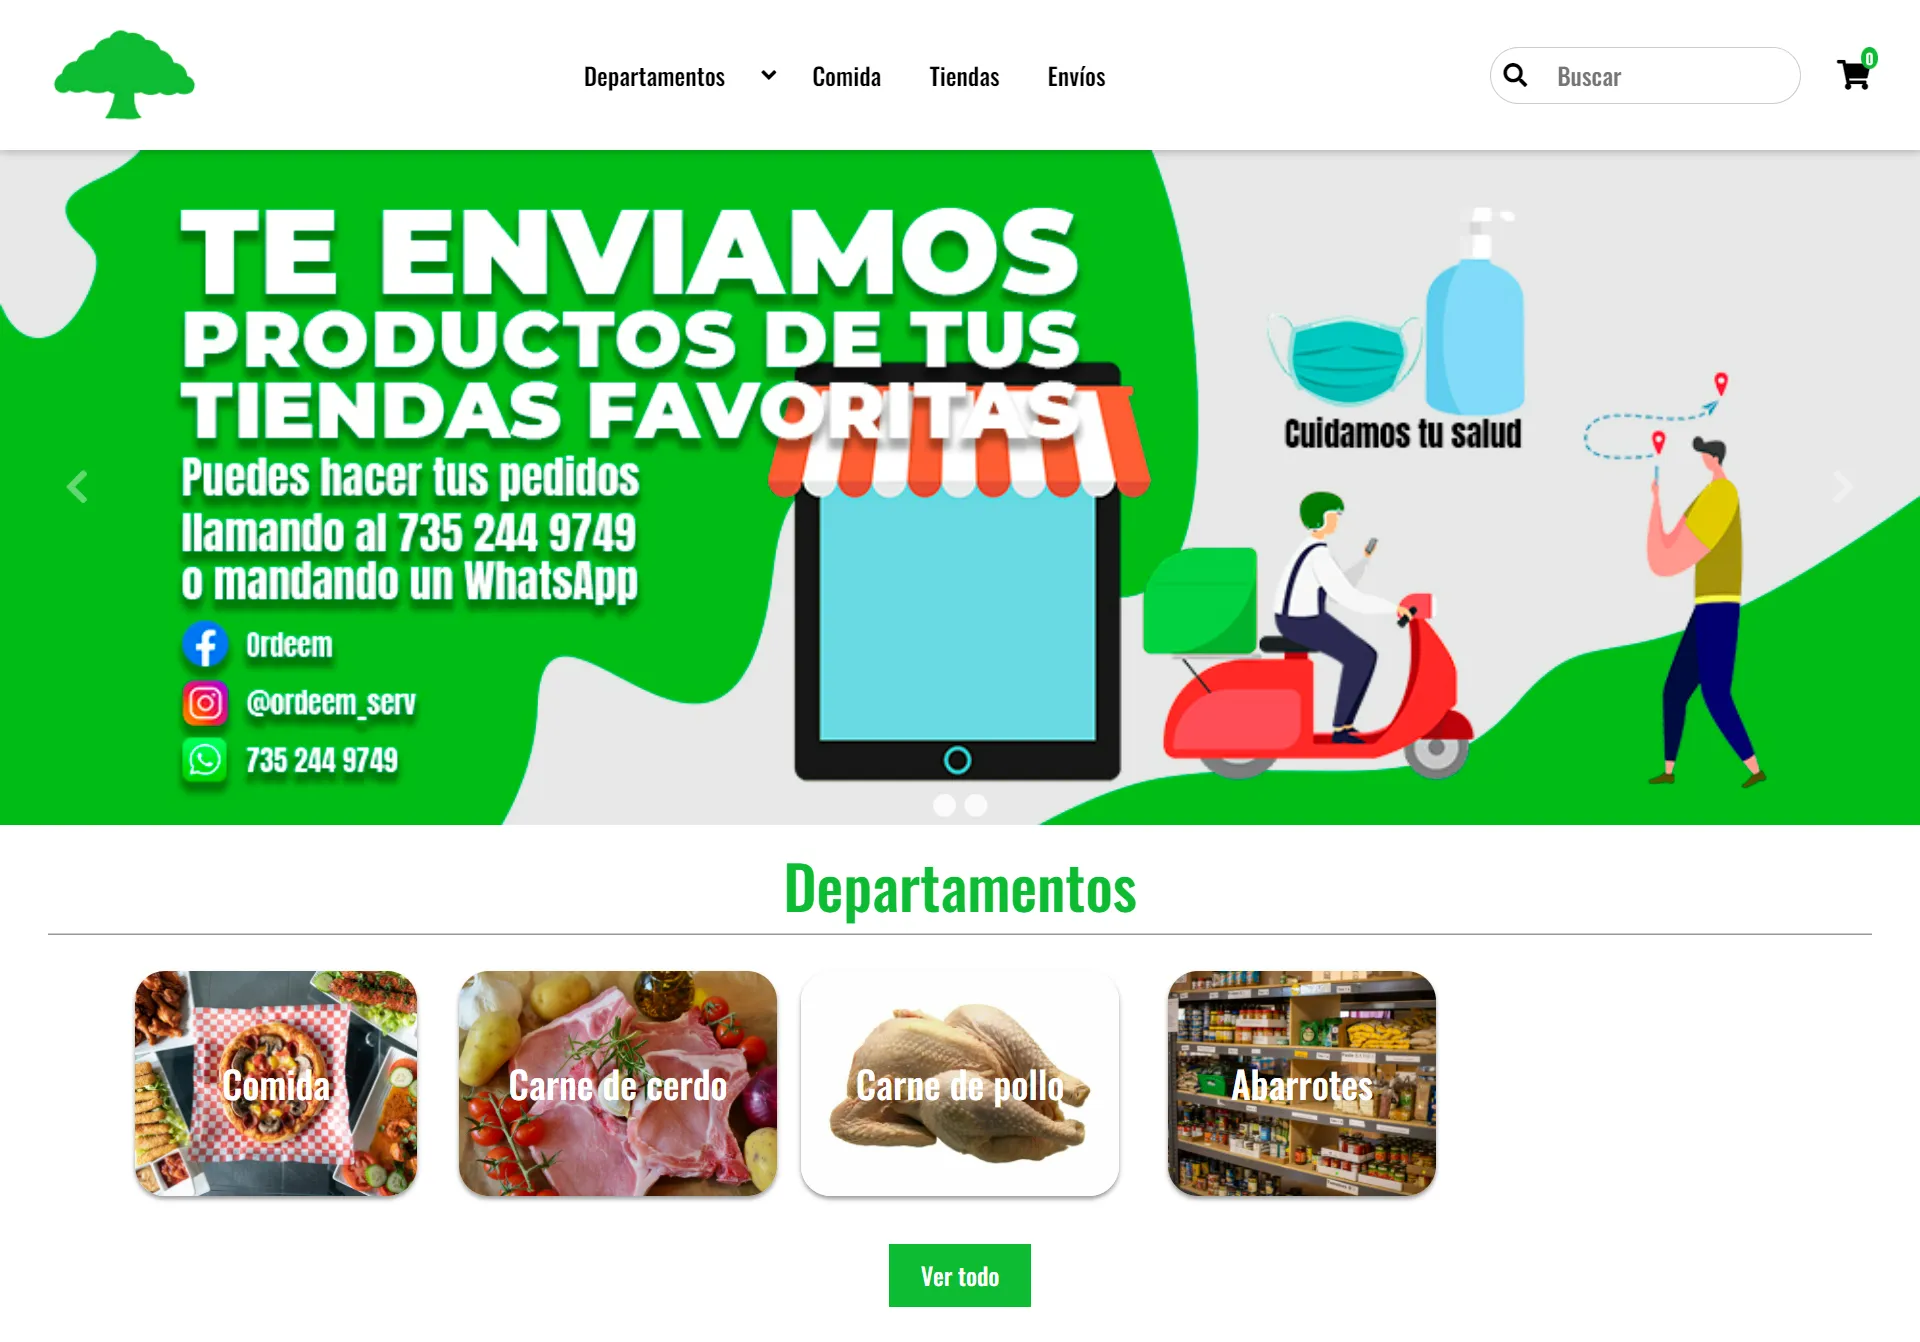 Departamentos
Comida
Tiendas
Envíos
Buscar
0
TE ENVIAMOS
PRODUCTOS DE TUS
TIENDAS FAVORITAS
Puedes hacer tus pedidos
llamando al 735 244 9749
o mandando un WhatsApp
Ordeem
@ordeem_serv
735 244 9749
Cuidamos tu salud
Departamentos
Comida
Carne de cerdo
Carne de pollo
Abarrotes
Ver todo